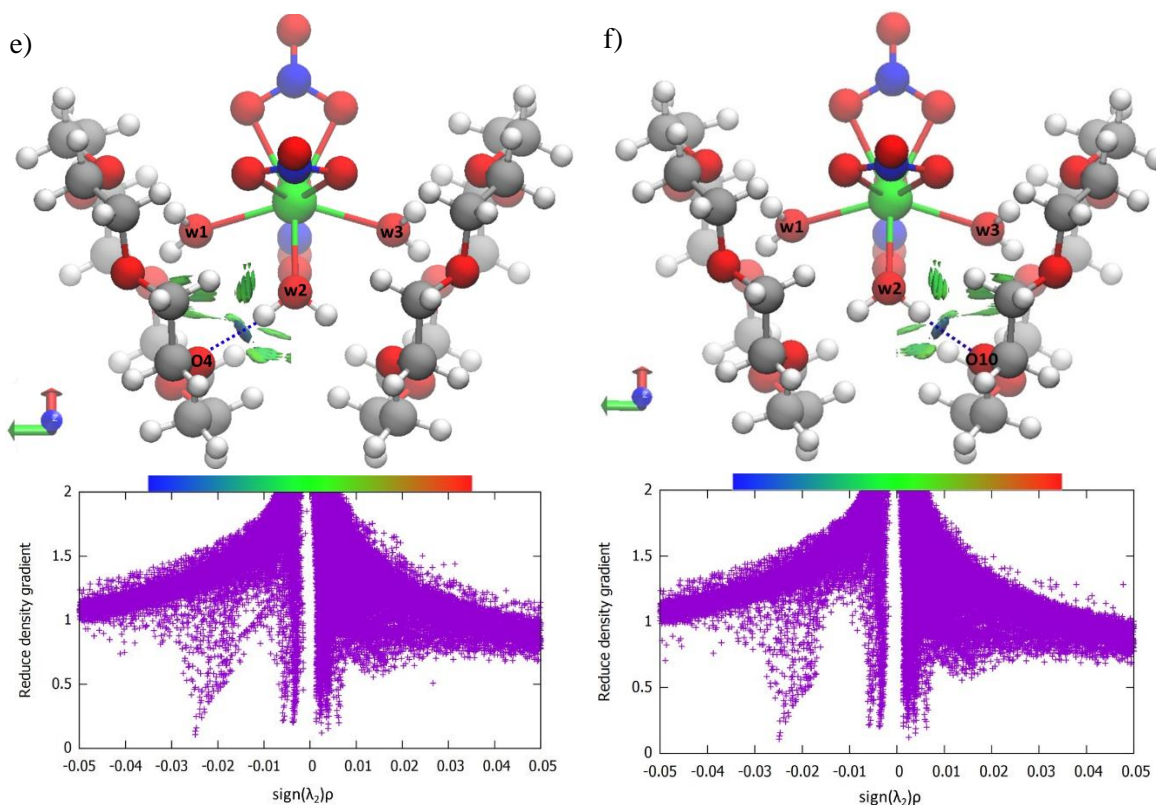 e)
f)
w1
w3
w2
O4
z
w1
w3
w2
O10
z
2
1.5
1
0.5
0
Reduce density gradient
-0.05 -0.04 -0.03 -0.02 -0.01 0 0.01 0.02 0.03 0.04 0.05
sign(λ₂)ρ
2
1.5
1
0.5
0
Reduce density gradient
-0.05 -0.04 -0.03 -0.02 -0.01 0 0.01 0.02 0.03 0.04 0.05
sign(λ₂)ρ